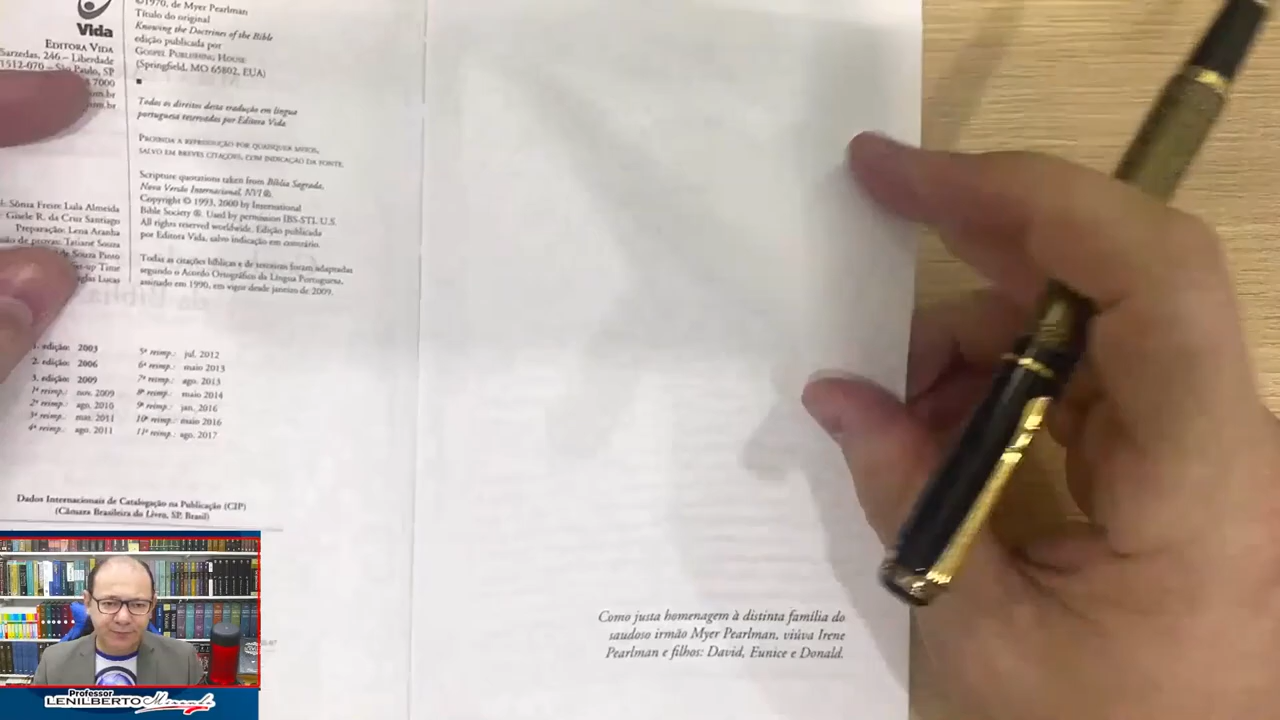 Vida
EDITORA VIDA
Sarzedas, 246 – Liberdade
1512-070 – São Paulo, SP
7000
om.br
om.br
©1970, de Myer Pearlman
Título do original
Knowing the Doctrines of the Bible
edição publicada por
GOSPEL PUBLISHING HOUSE
(Springfield, MO 65802, EUA)
Todos os direitos desta tradução em língua
portuguesa reservados por Editora Vida.
PROIBIDA A REPRODUÇÃO POR QUAISQUER MEIOS,
SALVO EM BREVES CITAÇÕES, COM INDICAÇÃO DA FONTE.
Scripture quotations taken from Bíblia Sagrada,
Nova Versão Internacional, NVI ®.
Copyright © 1993, 2000 by International
Bible Society ®. Used by permission IBS-STL U.S.
All rights reserved worldwide. Edição publicada
por Editora Vida, salvo indicação em contrário.
Todas as citações bíblicas e de terceiros foram adaptadas
segundo o Acordo Ortográfico da Língua Portuguesa,
assinado em 1990, em vigor desde janeiro de 2009.
Sônia Freire Lula Almeida
Gisele R. da Cruz Santiago
Preparação: Lena Aranha
de provas: Tatiane Souza
de Souza Pinto
Time
Lucas
1. edição: 2003
2. edição: 2006
3. edição: 2009
1ª reimp.: nov. 2009
2ª reimp.: ago. 2010
3ª reimp.: mar. 2011
4ª reimp.: ago. 2011
5ª reimp.: jul. 2012
6ª reimp.: maio 2013
7ª reimp.: ago. 2013
8ª reimp.: maio 2014
9ª reimp.: jan. 2016
10ª reimp.: maio 2016
11ª reimp.: ago. 2017
Dados Internacionais de Catalogação na Publicação (CIP)
(Câmara Brasileira do Livro, SP, Brasil)
Como justa homenagem à distinta família do
saudoso irmão Myer Pearlman, viúva Irene
Pearlman e filhos: David, Eunice e Donald.
Professor
LENILBERTO Miranda